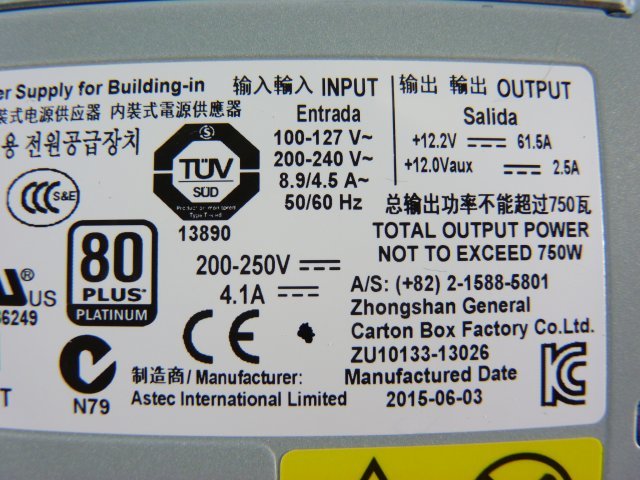 er Supply for Building-in
装式电源供应器 內裝式電源供應器
용 전원공급장치
输入 輸入 INPUT
Entrada
100-127 V~
200-240 V~
8.9/4.5 A~
50/60 Hz
输出 輸出 OUTPUT
Salida
+12.2V 61.5A
+12.0Vaux 2.5A
总输出功率不能超过750瓦
TOTAL OUTPUT POWER
NOT TO EXCEED 750W
S&E
TÜV
SÜD
13890
80
PLUS
PLATINUM
200-250V
4.1A
A/S: (+82) 2-1588-5801
Zhongshan General
Carton Box Factory Co.Ltd.
ZU10133-13026
US
36249
CE
N79
制造商/Manufacturer:
Astec International Limited
Manufactured Date
2015-06-03
T